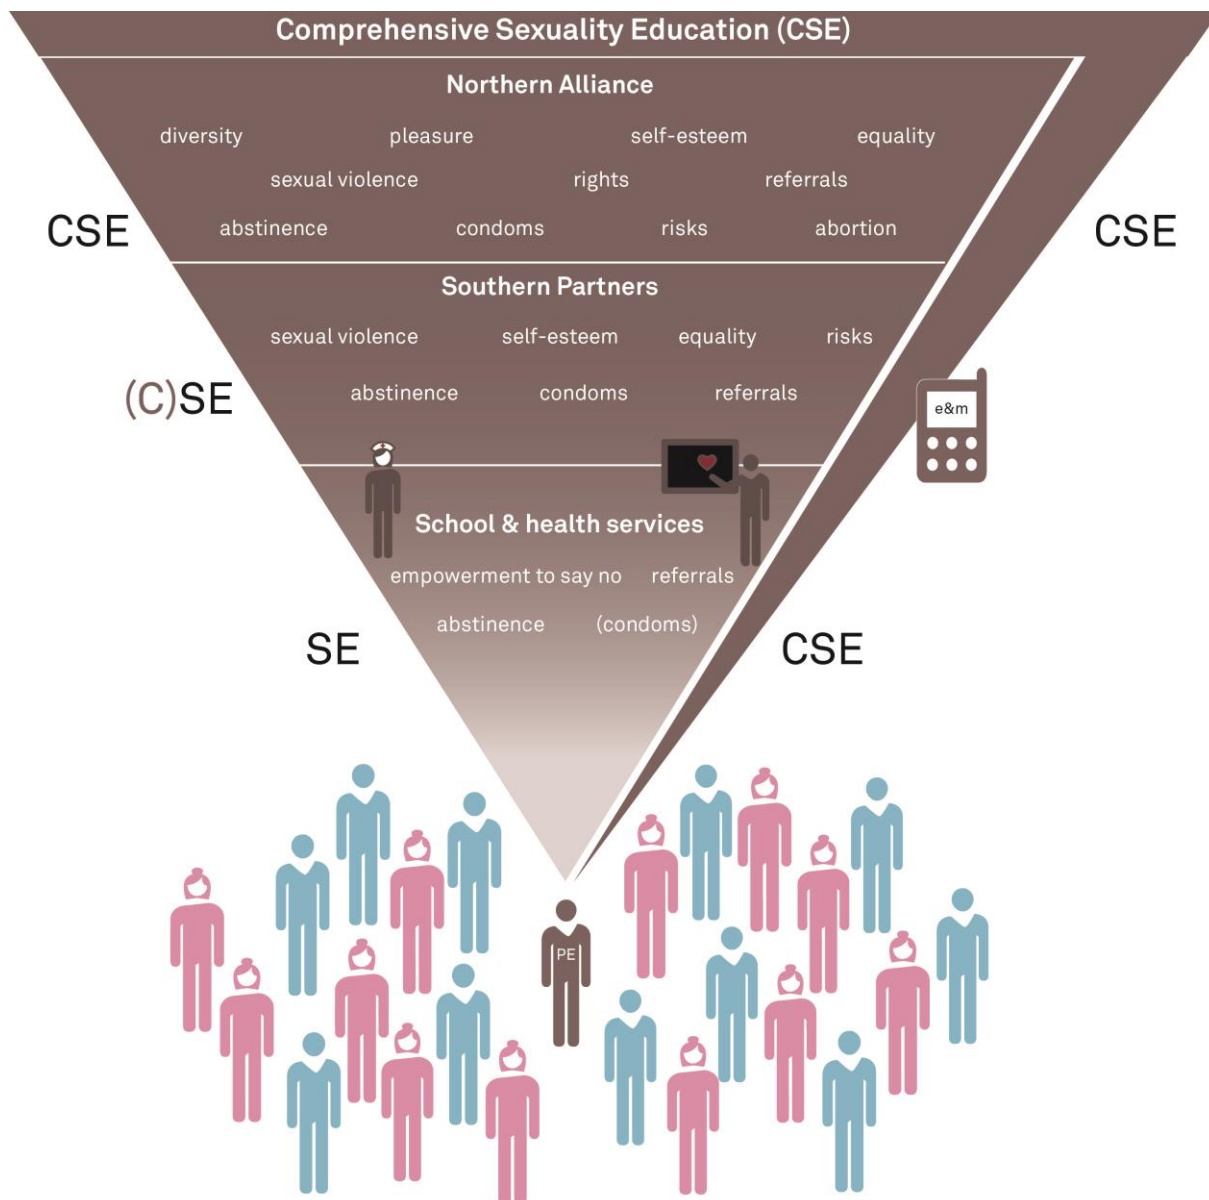 Comprehensive Sexuality Education (CSE)
Northern Alliance
diversity pleasure self-esteem equality
sexual violence rights referrals
CSE abstinence condoms risks abortion CSE
Southern Partners
sexual violence self-esteem equality risks
(C)SE abstinence condoms referrals
e&m
School & health services
empowerment to say no referrals
abstinence (condoms)
SE CSE
PE